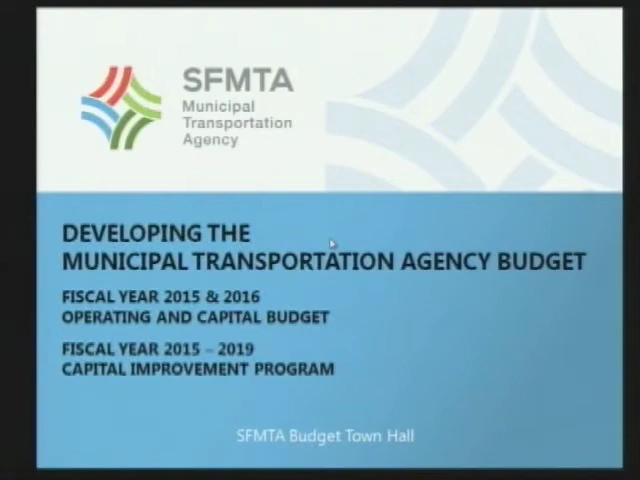 SFMTA
Municipal
Transportation
Agency
DEVELOPING THE
MUNICIPAL TRANSPORTATION AGENCY BUDGET
FISCAL YEAR 2015 & 2016
OPERATING AND CAPITAL BUDGET
FISCAL YEAR 2015 – 2019
CAPITAL IMPROVEMENT PROGRAM
SFMTA Budget Town Hall